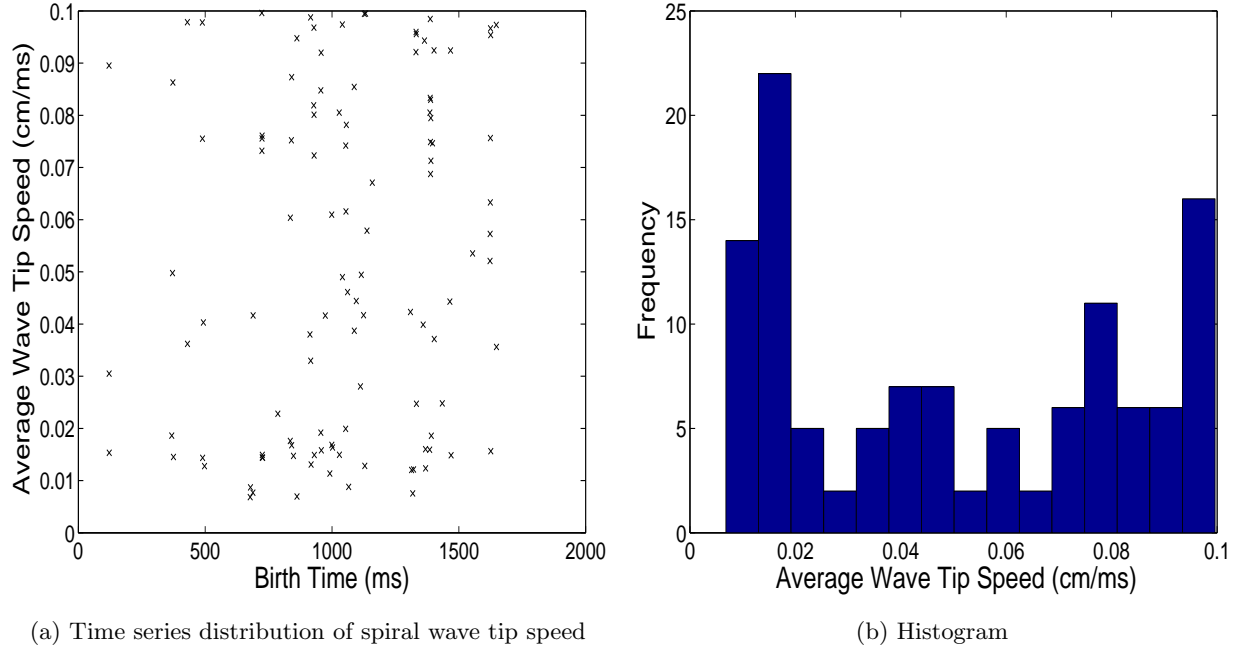 0.1
0.09
0.08
0.07
0.06
0.05
0.04
0.03
0.02
0.01
0
Average Wave Tip Speed (cm/ms)
0 500 1000 1500 2000
Birth Time (ms)
(a) Time series distribution of spiral wave tip speed
25
20
15
10
5
0
Frequency
0 0.02 0.04 0.06 0.08 0.1
Average Wave Tip Speed (cm/ms)
(b) Histogram